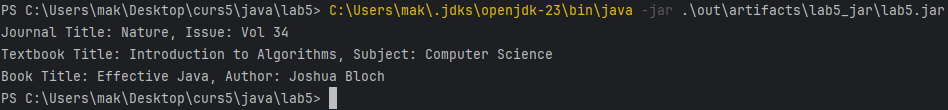 PS C:\Users\mak\Desktop\curs5\java\lab5> C:\Users\mak\.jdks\openjdk-23\bin\java -jar .\out\artifacts\lab5_jar\lab5.jar
Journal Title: Nature, Issue: Vol 34
Textbook Title: Introduction to Algorithms, Subject: Computer Science
Book Title: Effective Java, Author: Joshua Bloch
PS C:\Users\mak\Desktop\curs5\java\lab5>